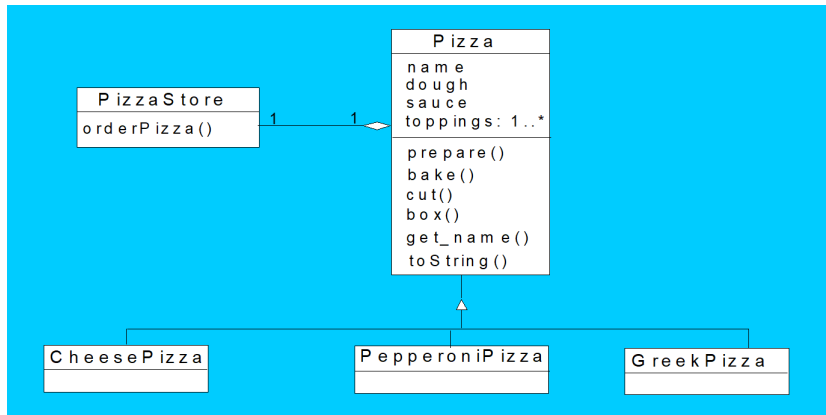 Pizza
name
dough
sauce
toppings: 1..*
prepare()
bake()
cut()
box()
get_name()
toString()
PizzaStore
orderPizza()
1
1
CheesePizza
PepperoniPizza
GreekPizza